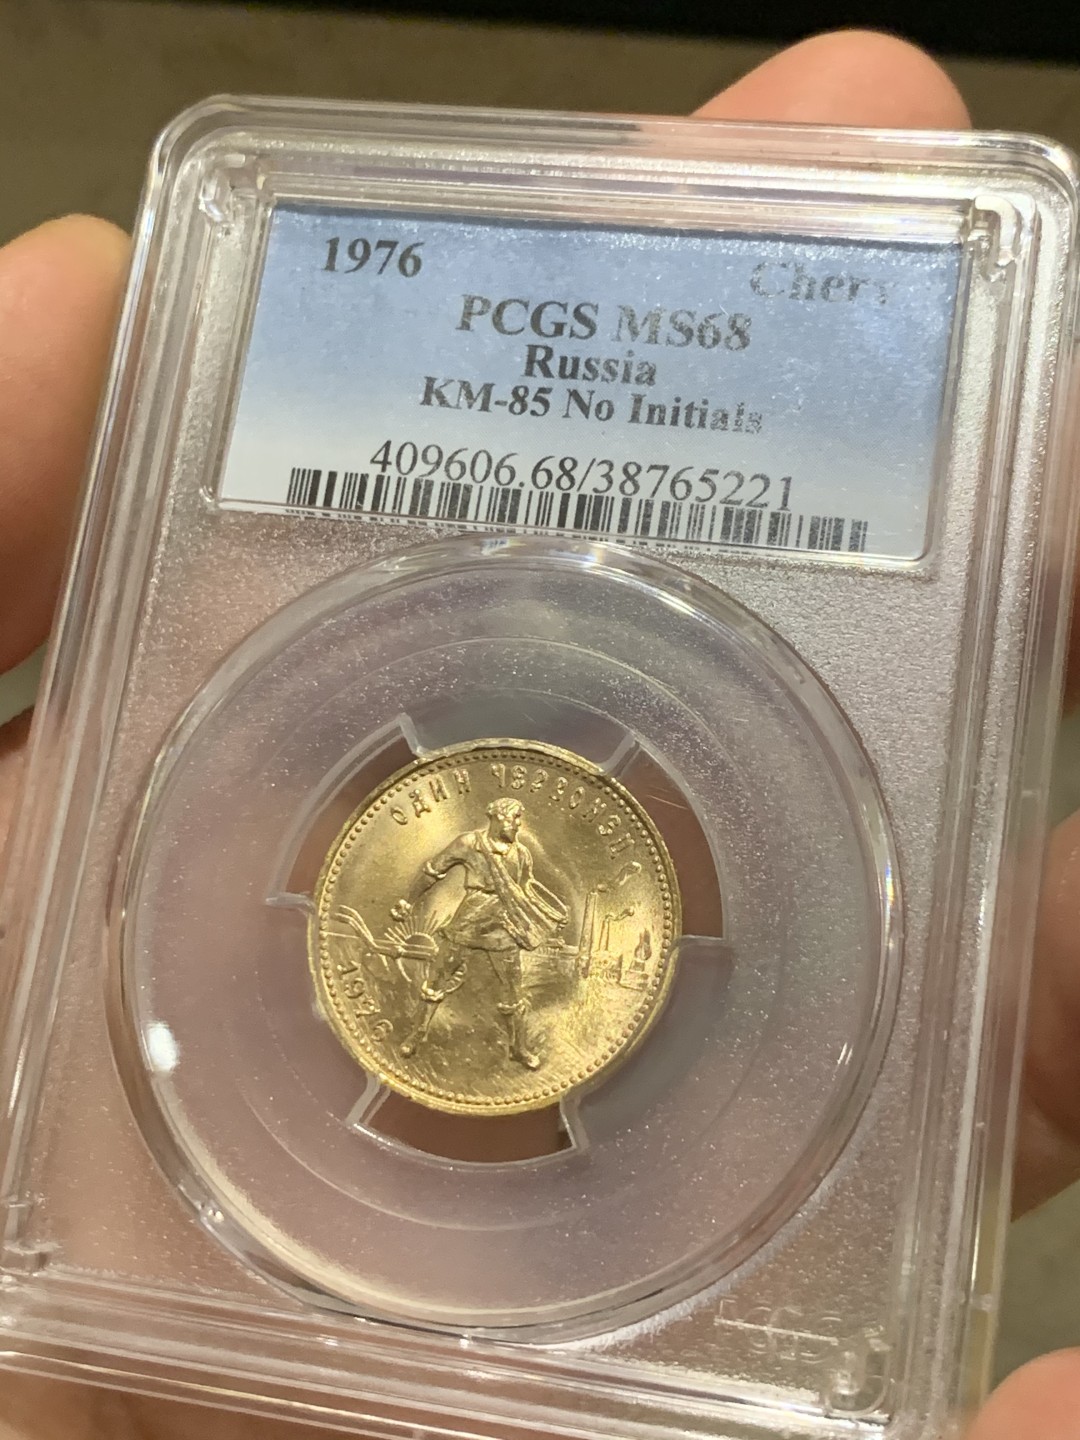 1976 Cherv
PCGS MS68
Russia
KM-85 No Initials
409606.68/38765221
ОДИН ЧЕРВОНЕЦ
1976